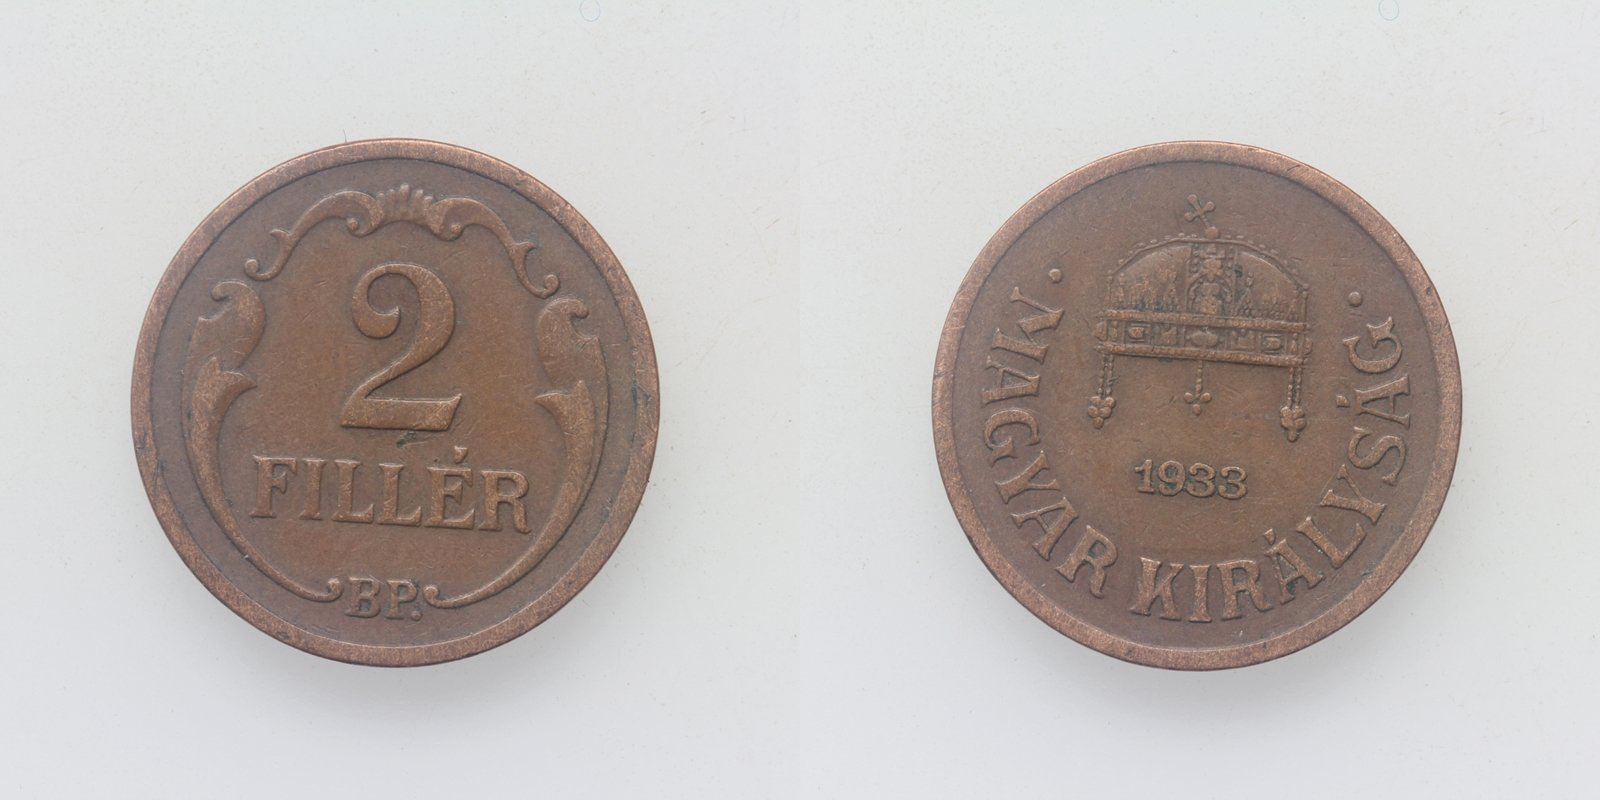 2
FILLÉR
BP.
1933
· MAGYAR KIRÁLYSÁG ·